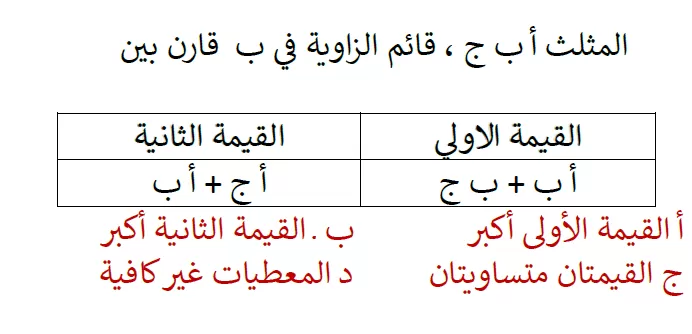 المثلث أ ب ج ، قائم الزاوية في ب قارن بين
القيمة الاولي القيمة الثانية
أ ب + ب ج أ ج + أ ب
أ القيمة الأولى أكبر ب . القيمة الثانية أكبر
ج القيمتان متساويتان د المعطيات غير كافية